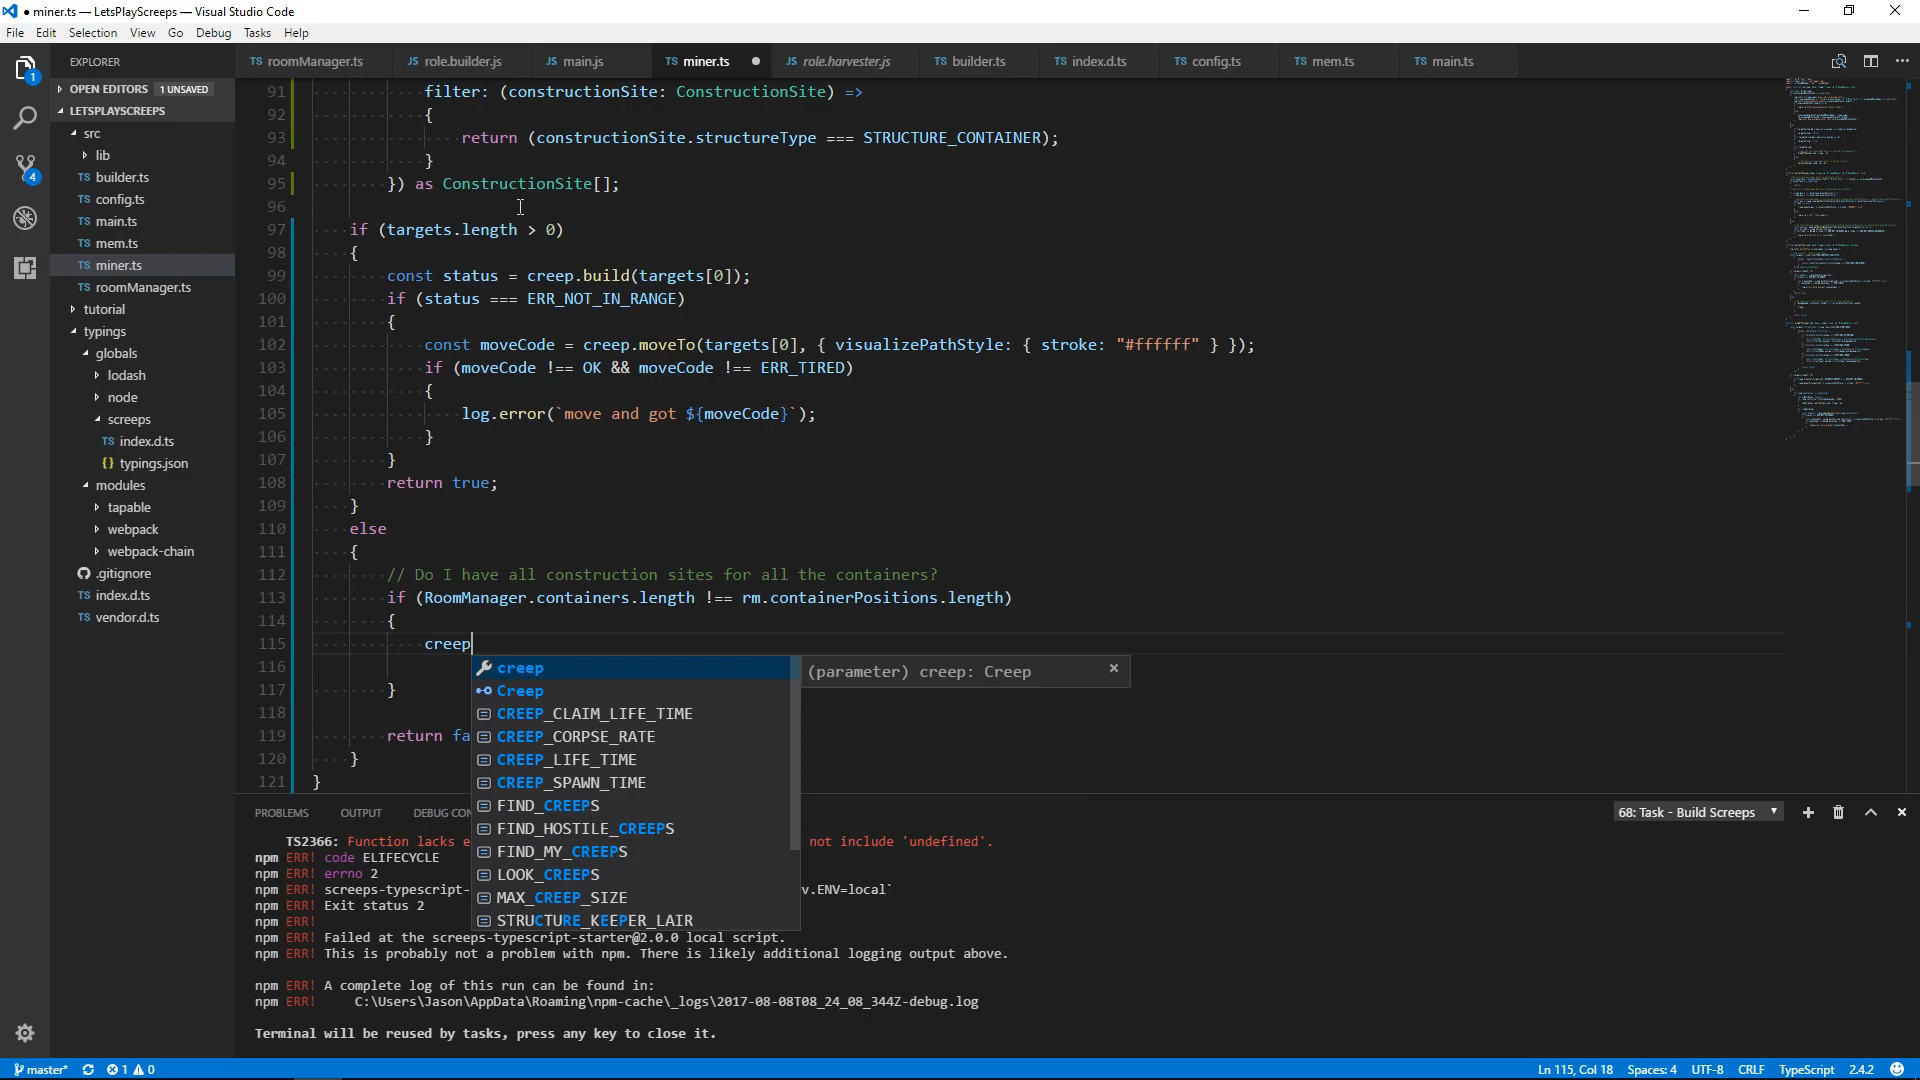 ● miner.ts — LetsPlayScreeps — Visual Studio Code
File Edit Selection View Go Debug Tasks Help
EXPLORER
TS roomManager.ts JS role.builder.js JS main.js TS miner.ts ● JS role.harvester.js TS builder.ts TS index.d.ts TS config.ts TS mem.ts TS main.ts
1
OPEN EDITORS 1 UNSAVED
LETSPLAYSCREEPS
src
lib
4
TS builder.ts
TS config.ts
TS main.ts
TS mem.ts
TS miner.ts
TS roomManager.ts
tutorial
typings
globals
lodash
node
screeps
TS index.d.ts
{} typings.json
modules
tapable
webpack
webpack-chain
.gitignore
TS index.d.ts
TS vendor.d.ts
91 filter: (constructionSite: ConstructionSite) =>
92 {
93 return (constructionSite.structureType === STRUCTURE_CONTAINER);
94 }
95 }) as ConstructionSite[];
96
97 if (targets.length > 0)
98 {
99 const status = creep.build(targets[0]);
100 if (status === ERR_NOT_IN_RANGE)
101 {
102 const moveCode = creep.moveTo(targets[0], { visualizePathStyle: { stroke: "#ffffff" } });
103 if (moveCode !== OK && moveCode !== ERR_TIRED)
104 {
105 log.error(`move and got ${moveCode}`);
106 }
107 }
108 return true;
109 }
110 else
111 {
112 // Do I have all construction sites for all the containers?
113 if (RoomManager.containers.length !== rm.containerPositions.length)
114 {
115 creep
116
117 }
118
119 return fa
120 }
121 }
creep
(parameter) creep: Creep ×
Creep
CREEP_CLAIM_LIFE_TIME
CREEP_CORPSE_RATE
CREEP_LIFE_TIME
CREEP_SPAWN_TIME
FIND_CREEPS
FIND_HOSTILE_CREEPS
FIND_MY_CREEPS
LOOK_CREEPS
MAX_CREEP_SIZE
STRUCTURE_KEEPER_LAIR
PROBLEMS OUTPUT DEBUG CON 68: Task - Build Screeps
TS2366: Function lacks e not include 'undefined'.
npm ERR! code ELIFECYCLE
npm ERR! errno 2
npm ERR! screeps-typescript- v.ENV=local`
npm ERR! Exit status 2
npm ERR!
npm ERR! Failed at the screeps-typescript-starter@2.0.0 local script.
npm ERR! This is probably not a problem with npm. There is likely additional logging output above.
npm ERR! A complete log of this run can be found in:
npm ERR! C:\Users\Jason\AppData\Roaming\npm-cache\_logs\2017-08-08T08_24_08_344Z-debug.log
Terminal will be reused by tasks, press any key to close it.
master* 1 0 Ln 115, Col 18 Spaces: 4 UTF-8 CRLF TypeScript 2.4.2